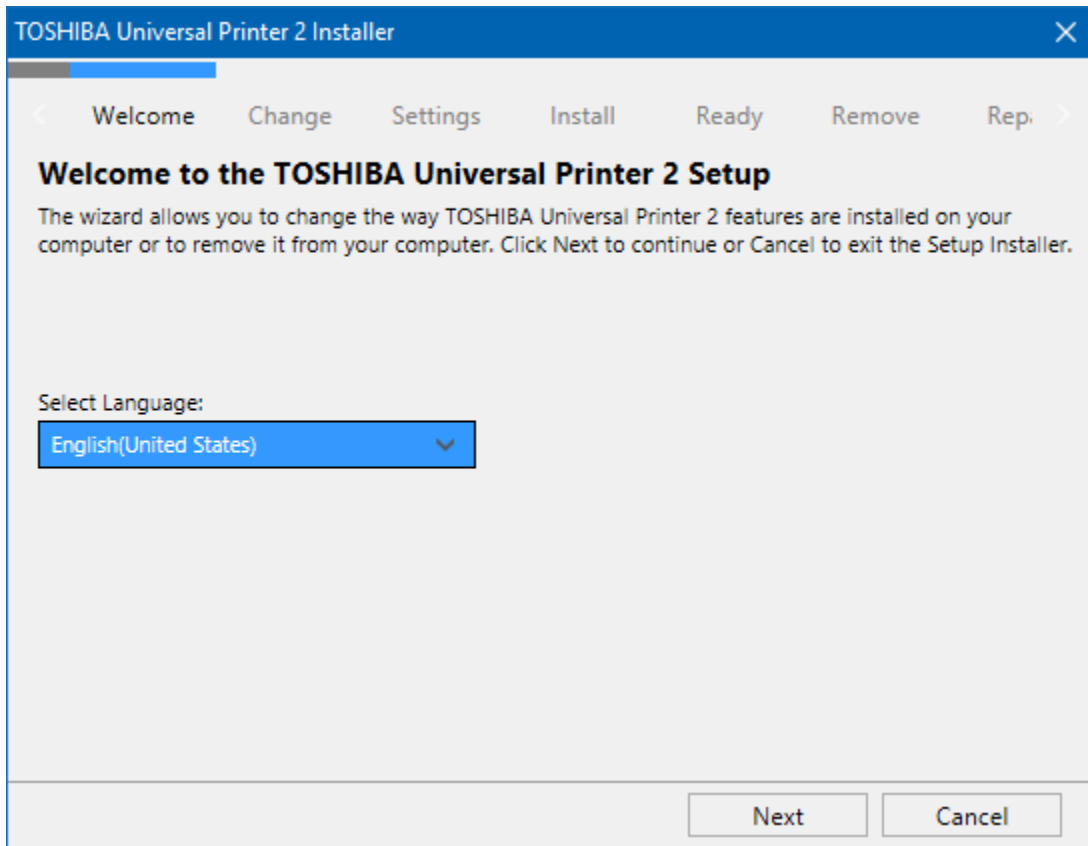 TOSHIBA Universal Printer 2 Installer
Welcome Change Settings Install Ready Remove Repa
Welcome to the TOSHIBA Universal Printer 2 Setup
The wizard allows you to change the way TOSHIBA Universal Printer 2 features are installed on your
computer or to remove it from your computer. Click Next to continue or Cancel to exit the Setup Installer.
Select Language:
English(United States)
Next Cancel